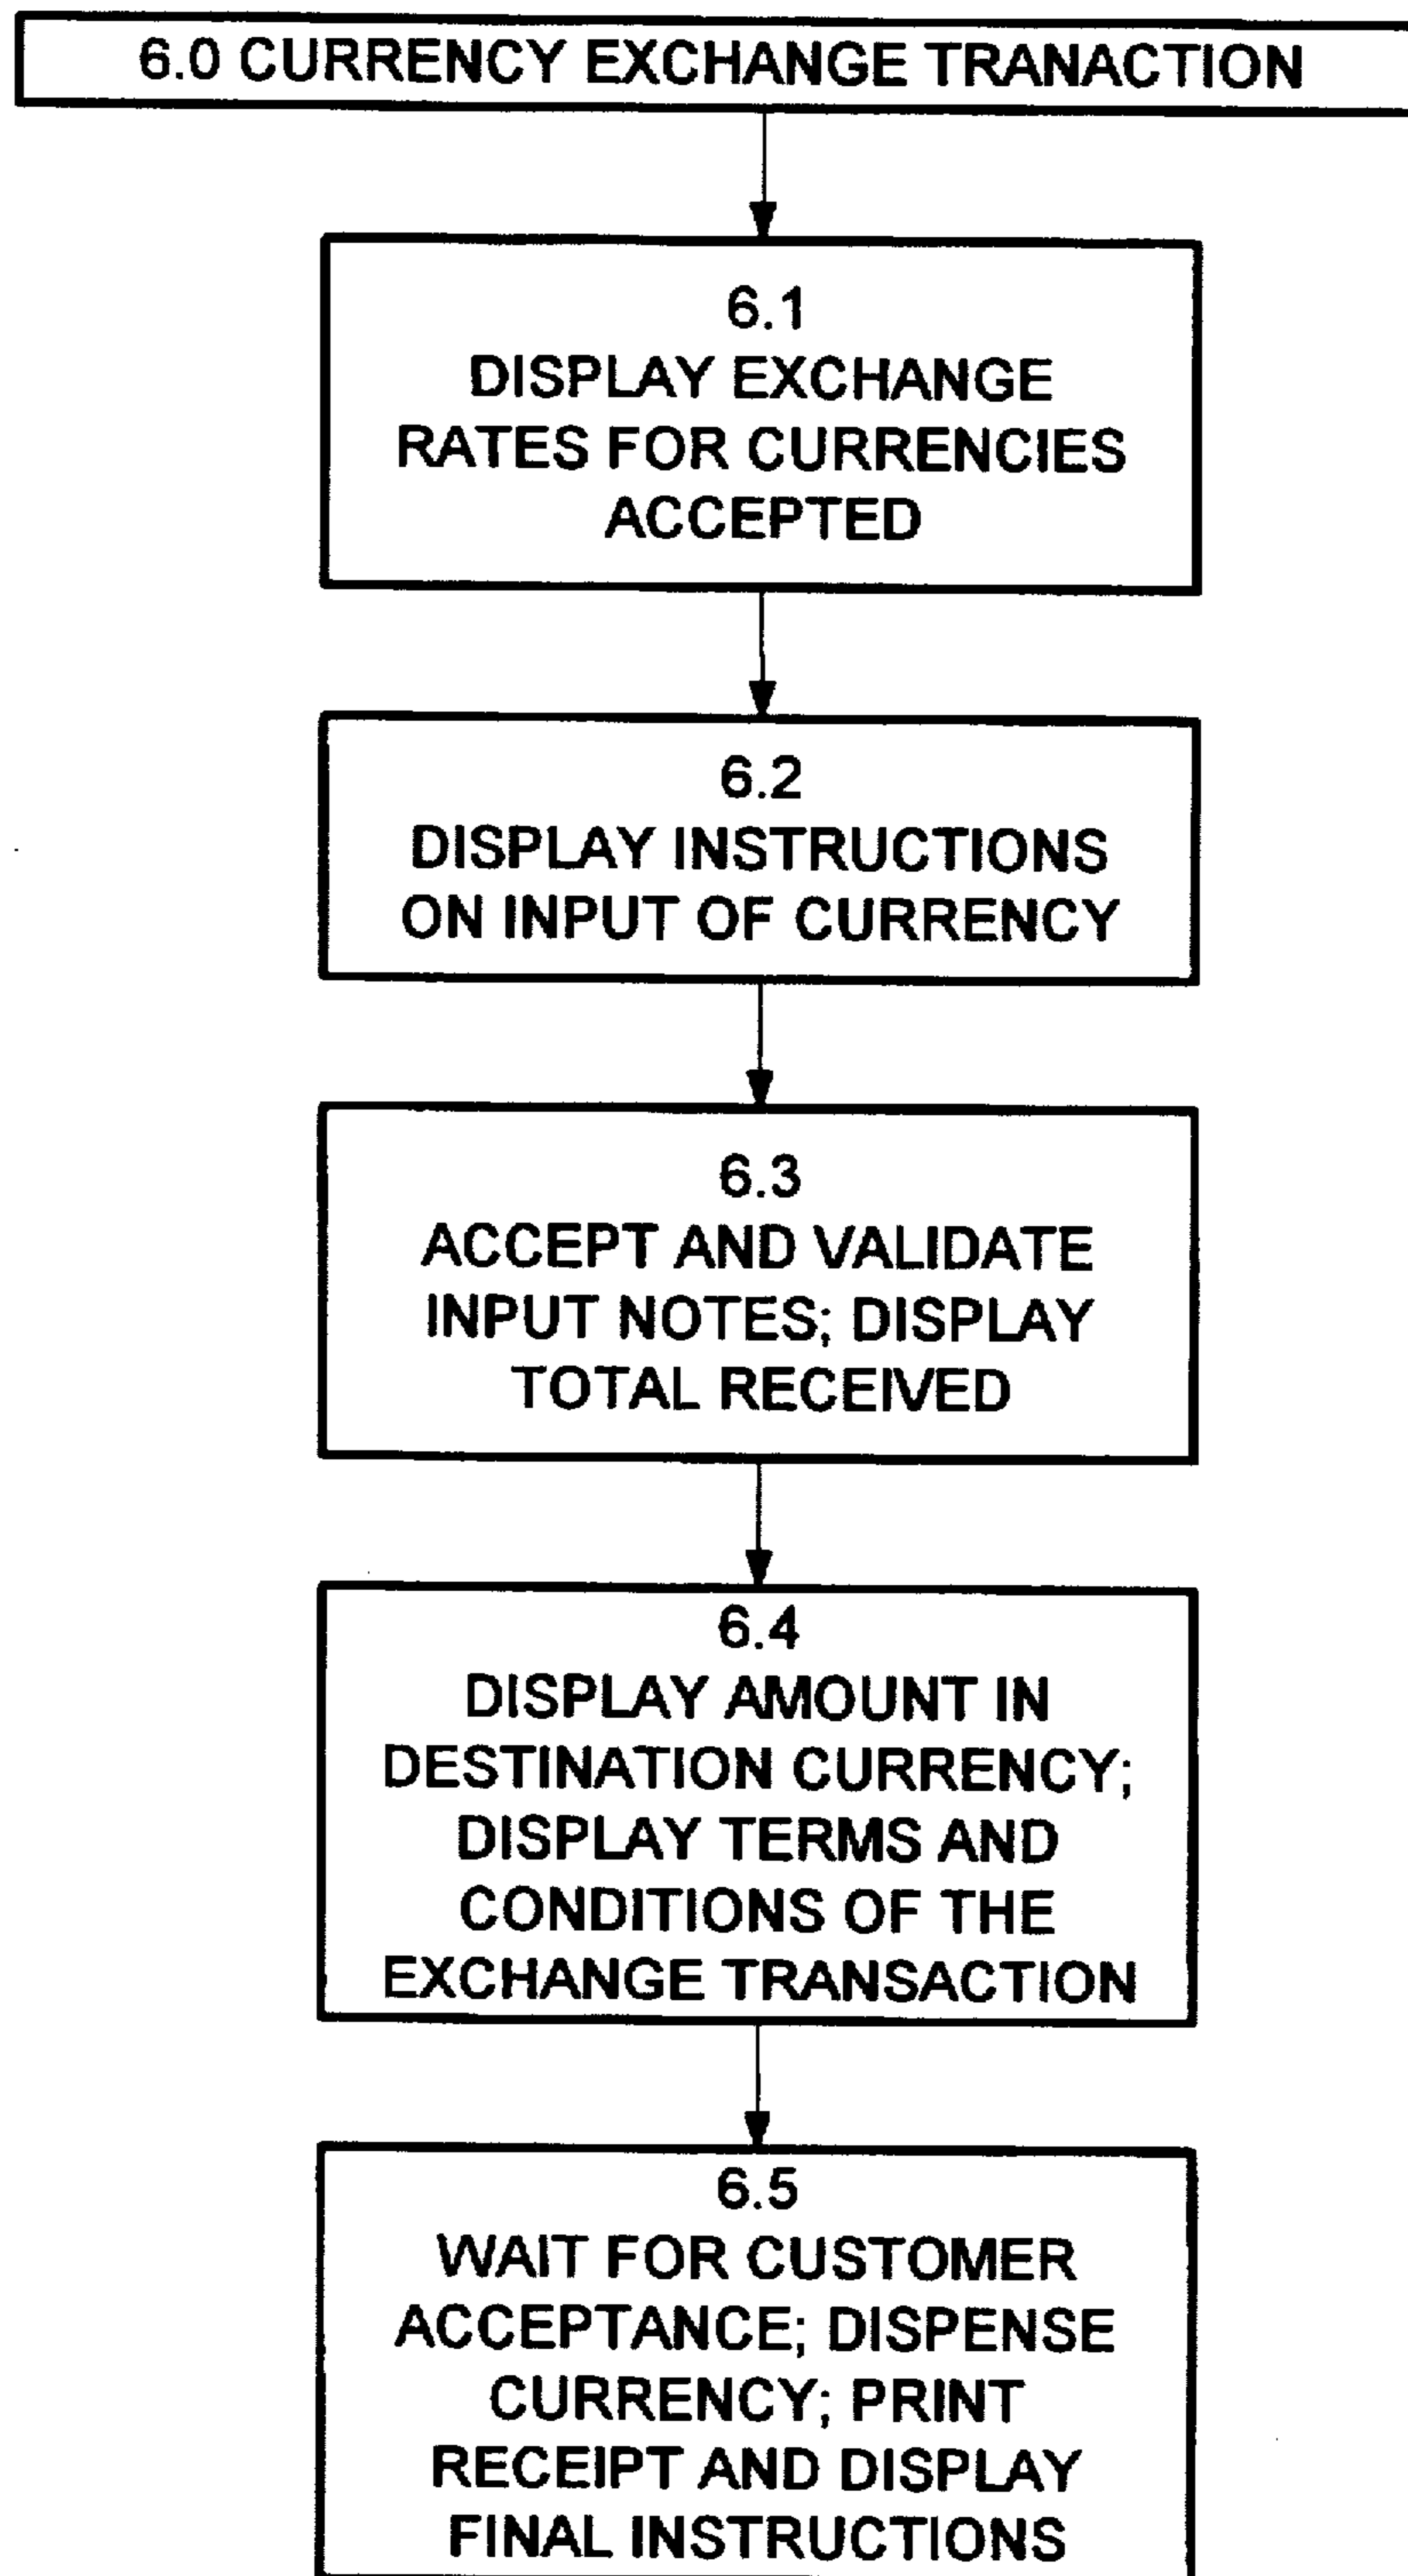 6.0 CURRENCY EXCHANGE TRANACTION
6.1
DISPLAY EXCHANGE
RATES FOR CURRENCIES
ACCEPTED
6.2
DISPLAY INSTRUCTIONS
ON INPUT OF CURRENCY
6.3
ACCEPT AND VALIDATE
INPUT NOTES; DISPLAY
TOTAL RECEIVED
6.4
DISPLAY AMOUNT IN
DESTINATION CURRENCY;
DISPLAY TERMS AND
CONDITIONS OF THE
EXCHANGE TRANSACTION
6.5
WAIT FOR CUSTOMER
ACCEPTANCE; DISPENSE
CURRENCY; PRINT
RECEIPT AND DISPLAY
FINAL INSTRUCTIONS